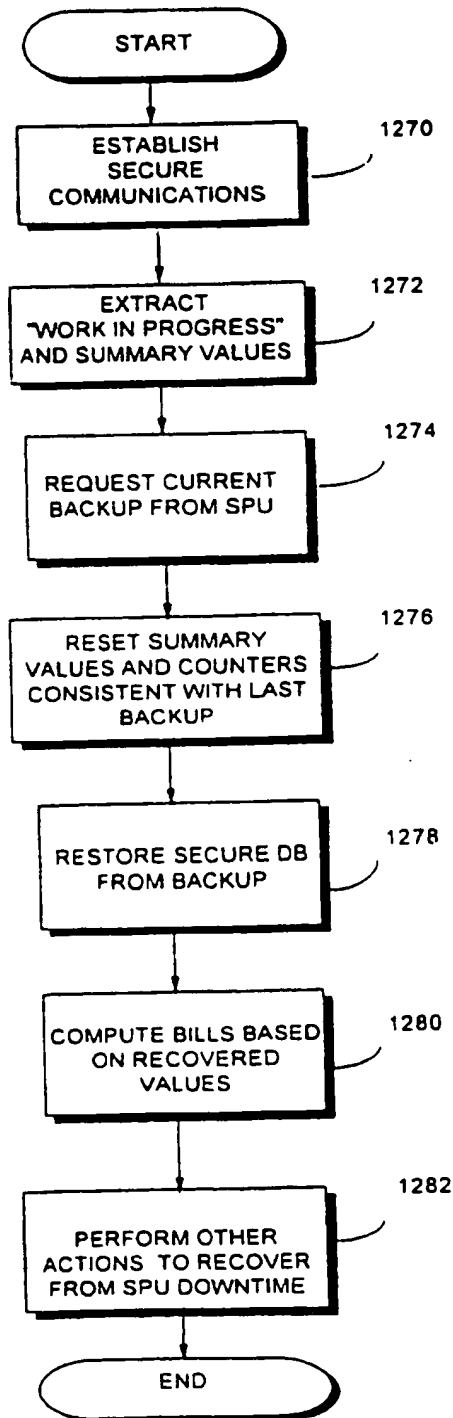 START
1270
ESTABLISH
SECURE
COMMUNICATIONS
1272
EXTRACT
"WORK IN PROGRESS"
AND SUMMARY VALUES
1274
REQUEST CURRENT
BACKUP FROM SPU
1276
RESET SUMMARY
VALUES AND COUNTERS
CONSISTENT WITH LAST
BACKUP
1278
RESTORE SECURE DB
FROM BACKUP
1280
COMPUTE BILLS BASED
ON RECOVERED
VALUES
1282
PERFORM OTHER
ACTIONS TO RECOVER
FROM SPU DOWNTIME
END